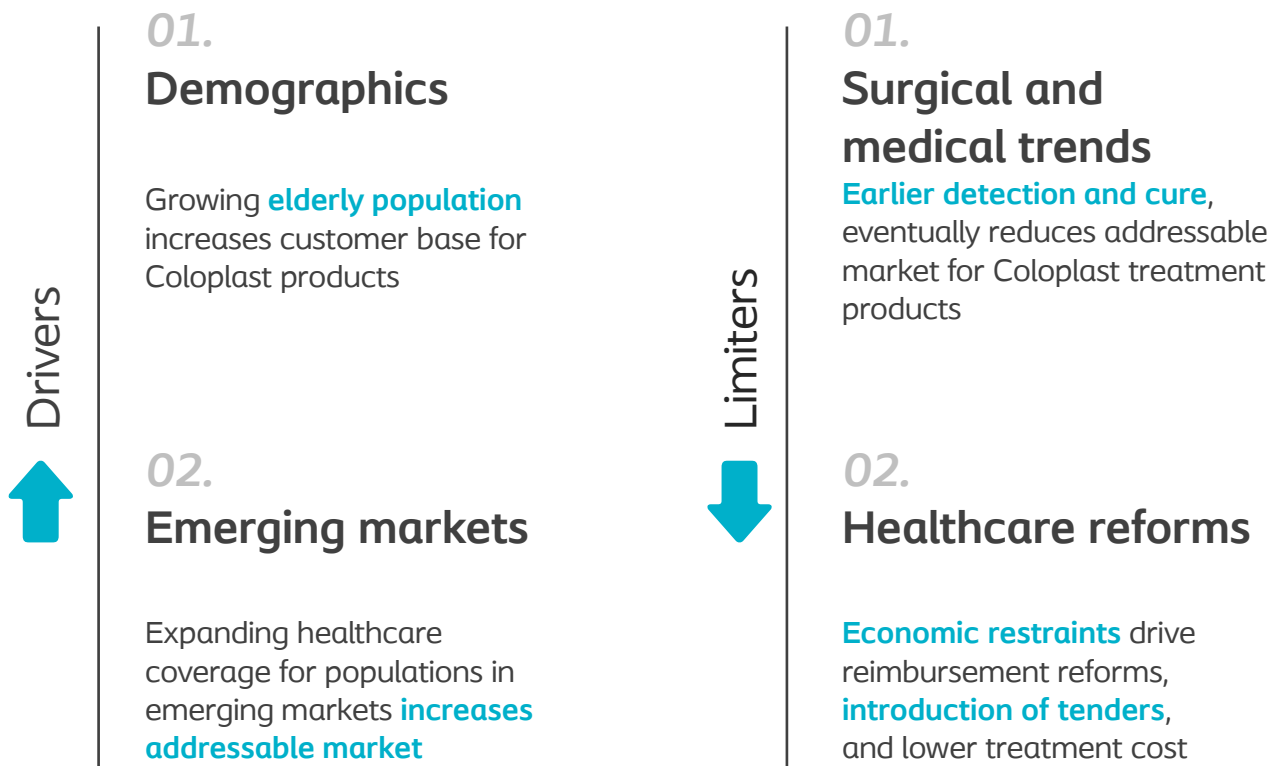 Drivers
01.
Demographics
Growing elderly population
increases customer base for
Coloplast products
02.
Emerging markets
Expanding healthcare
coverage for populations in
emerging markets increases
addressable market
Limiters
01.
Surgical and
medical trends
Earlier detection and cure,
eventually reduces addressable
market for Coloplast treatment
products
02.
Healthcare reforms
Economic restraints drive
reimbursement reforms,
introduction of tenders,
and lower treatment cost